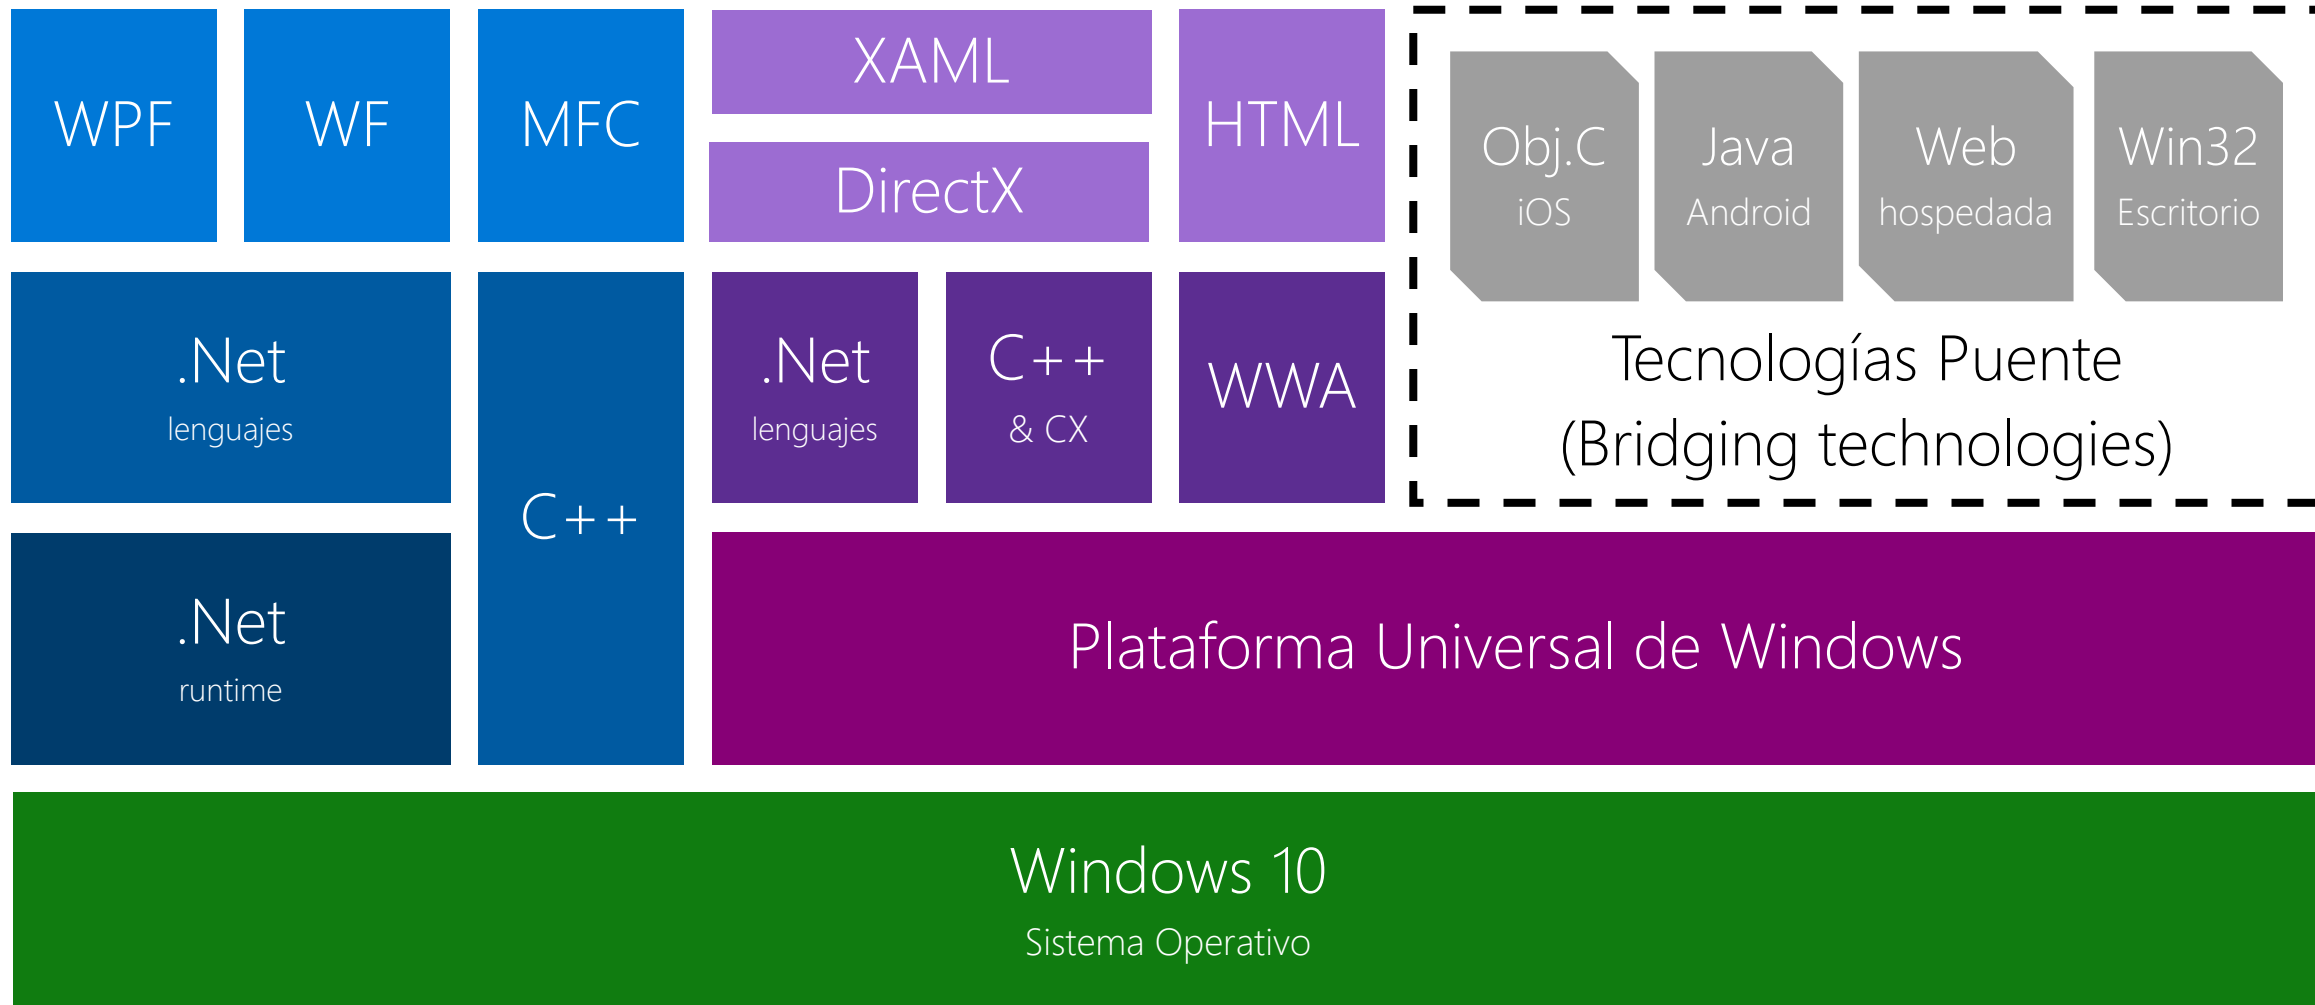 WPF
WF
MFC
XAML
DirectX
HTML
Obj.C
iOS
Java
Android
Web
hospedada
Win32
Escritorio
.Net
lenguajes
C++
.Net
lenguajes
C++
& CX
WWA
Tecnologías Puente
(Bridging technologies)
.Net
runtime
Plataforma Universal de Windows
Windows 10
Sistema Operativo